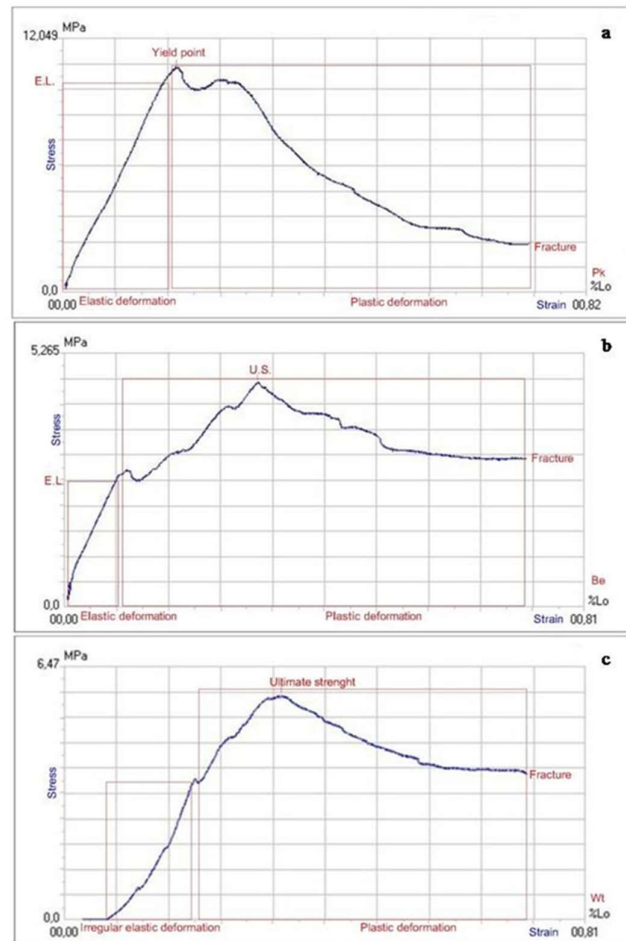 12,049 MPa
a
Yield point
E.L.
Stress
Fracture
Pk
0,0
%Lo
00,00 Elastic deformation Plastic deformation Strain 00,82
MPa
5,265
b
U.S.
Stress
E.L.
Fracture
Be
0,0
%Lo
00,00 Elastic deformation Plastic deformation Strain 00,81
6,47 MPa
c
Ultimate strenght
Stress
Fracture
Wt
0,0
%Lo
00,00 Irregular elastic deformation Plastic deformation Strain 00,81